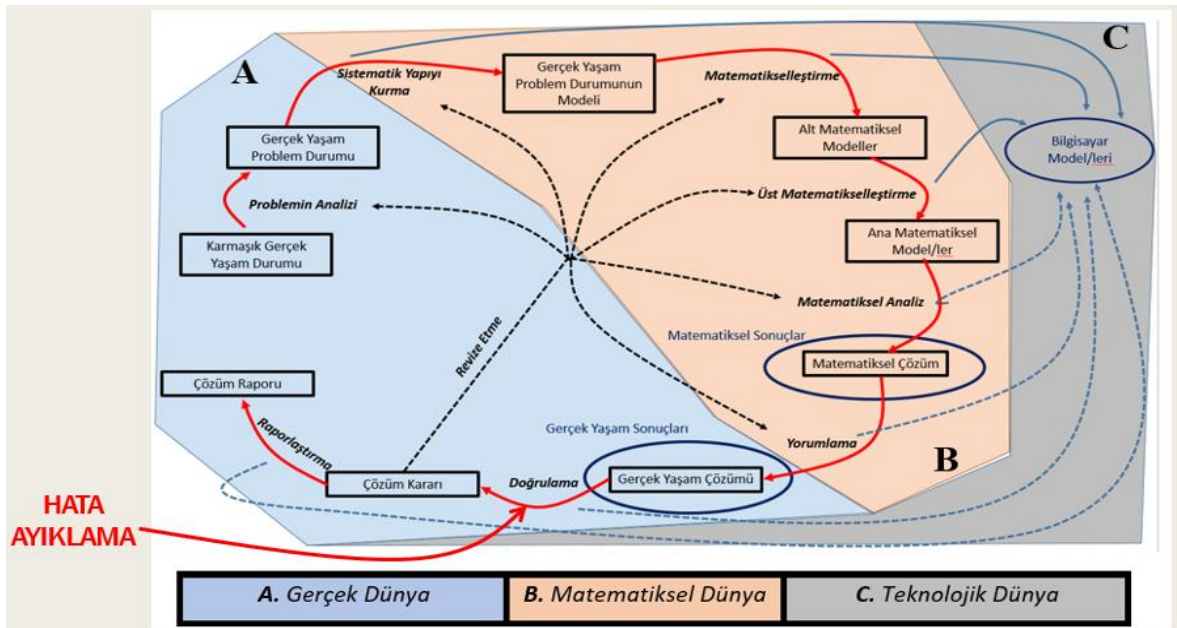 A
C
Sistematik Yapıyı
Kurma
Gerçek Yaşam
Problem Durumunun
Modeli
Matematikselleştirme
Gerçek Yaşam
Problem Durumu
Alt Matematiksel
Modeller
Bilgisayar
Model/leri
Problemin Analizi
Üst Matematikselleştirme
Karmaşık Gerçek
Yaşam Durumu
Ana Matematiksel
Model/ler
Matematiksel Analiz
Revize Etme
Matematiksel Sonuçlar
Matematiksel Çözüm
Çözüm Raporu
Raporlaştırma
Gerçek Yaşam Sonuçları
Yorumlama
B
Çözüm Kararı
Doğrulama
Gerçek Yaşam Çözümü
HATA
AYIKLAMA
A. Gerçek Dünya
B. Matematiksel Dünya
C. Teknolojik Dünya